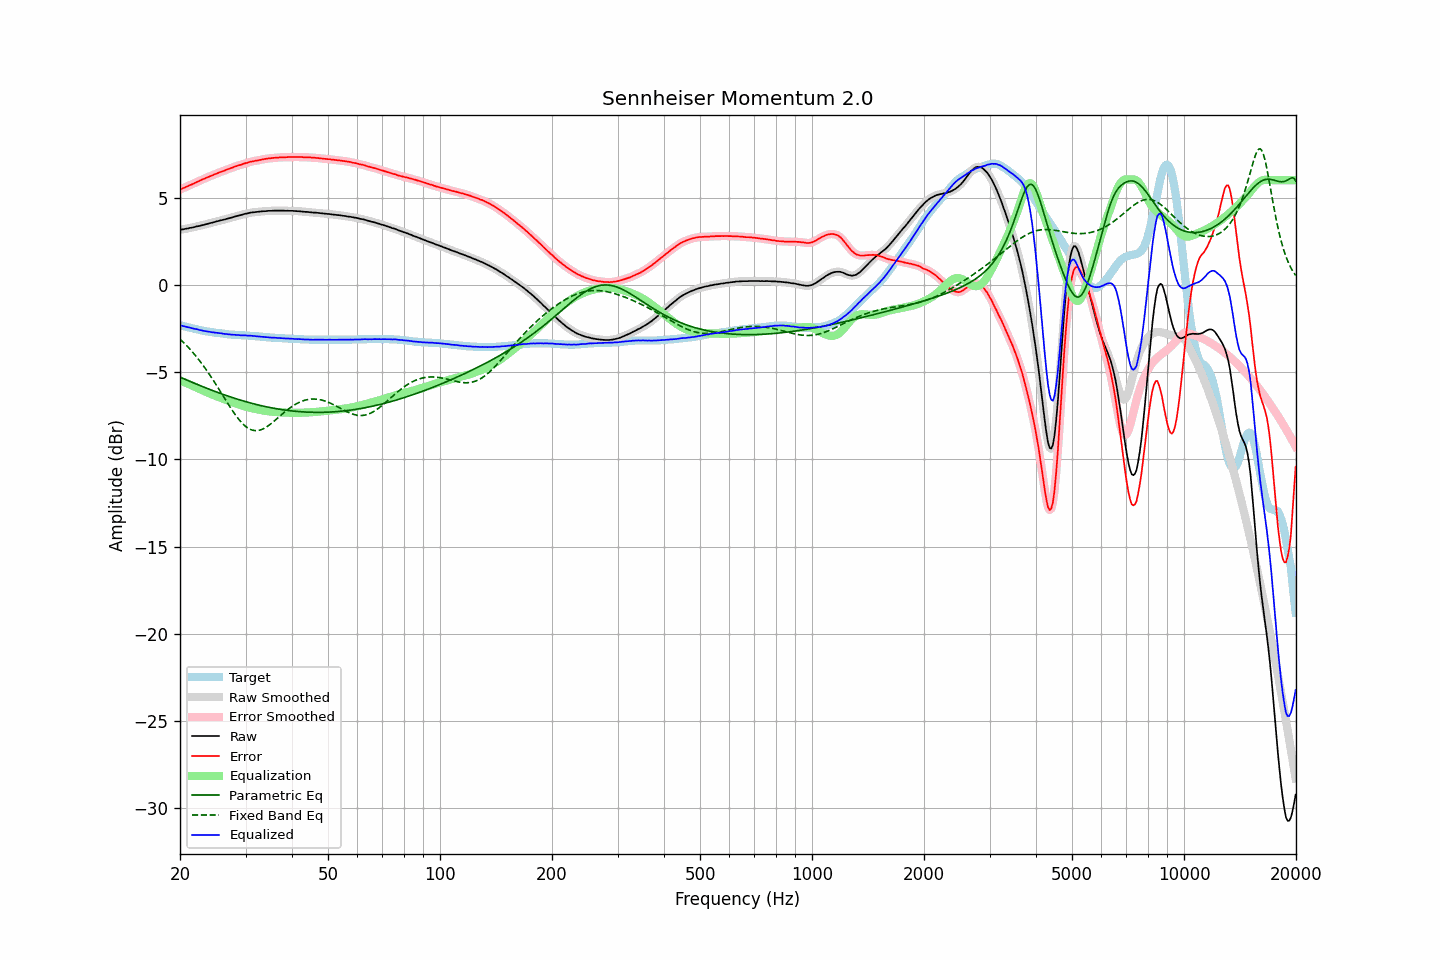 Sennheiser Momentum 2.0
Amplitude (dBr)
5
0
−5
−10
−15
−20
−25
−30
Target
Raw Smoothed
Error Smoothed
Raw
Error
Equalization
Parametric Eq
Fixed Band Eq
Equalized
20 50 100 200 500 1000 2000 5000 10000 20000
Frequency (Hz)